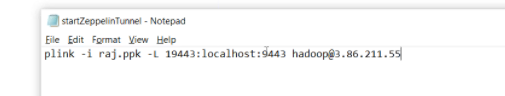 startZeppelinTunnel - Notepad
File Edit Format View Help
plink -i raj.ppk -L 19443:localhost:9443 hadoop@3.86.211.55